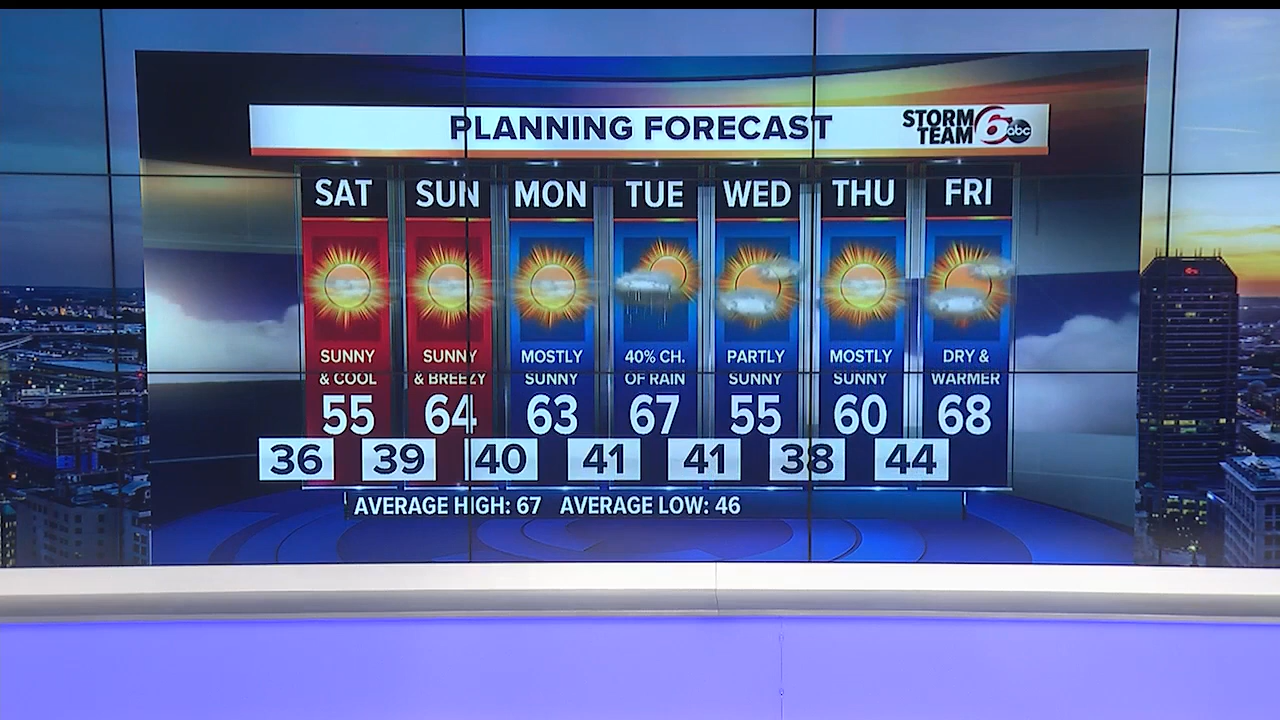 PLANNING FORECAST
STORM
TEAM 6 abc
SAT SUN MON TUE WED THU FRI
SUNNY SUNNY MOSTLY 40% CH. PARTLY MOSTLY DRY &
& COOL & BREEZY SUNNY OF RAIN SUNNY SUNNY WARMER
55 64 63 67 55 60 68
36 39 40 41 41 38 44
AVERAGE HIGH: 67 AVERAGE LOW: 46